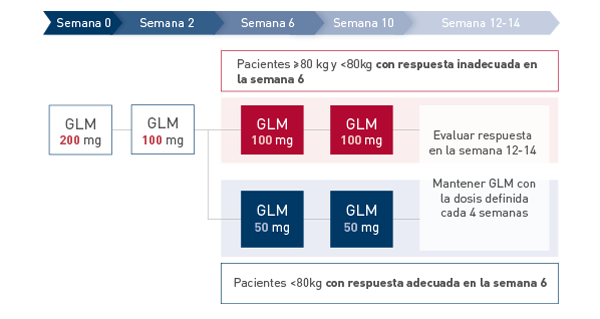 Semana 0
Semana 2
Semana 6
Semana 10
Semana 12-14
Pacientes ≥80 kg y <80kg con respuesta inadecuada en
la semana 6
GLM
200 mg
GLM
100 mg
GLM
100 mg
GLM
100 mg
Evaluar respuesta
en la semana 12-14
GLM
50 mg
GLM
50 mg
Mantener GLM con
la dosis definida
cada 4 semanas
Pacientes <80kg con respuesta adecuada en la semana 6